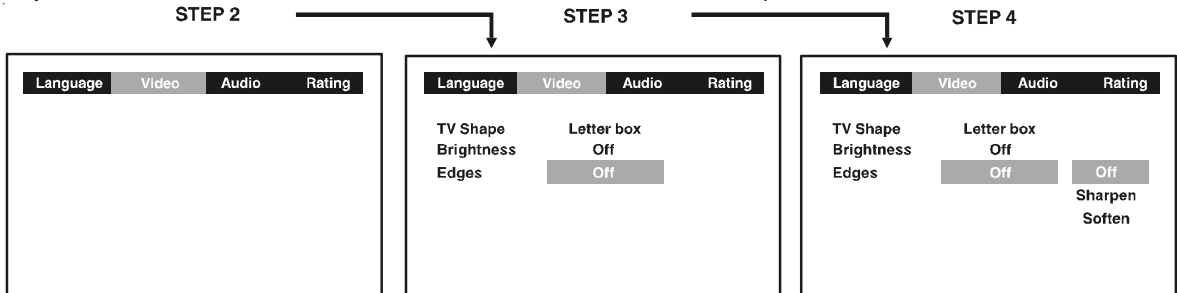 STEP 2
STEP 3
STEP 4
Language Video Audio Rating
Language Video Audio Rating
TV Shape Letter box
Brightness Off
Edges Off
Language Video Audio Rating
TV Shape Letter box
Brightness Off
Edges Off Off
Sharpen
Soften